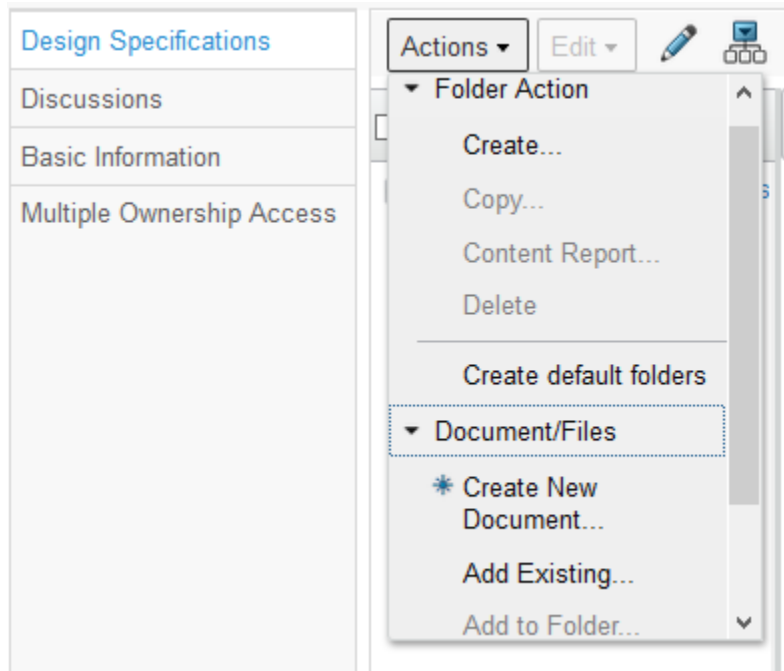 Design Specifications
Discussions
Basic Information
Multiple Ownership Access
Actions
Edit
Folder Action
Create...
Copy...
Content Report...
Delete
Create default folders
Document/Files
Create New
Document...
Add Existing...
Add to Folder...